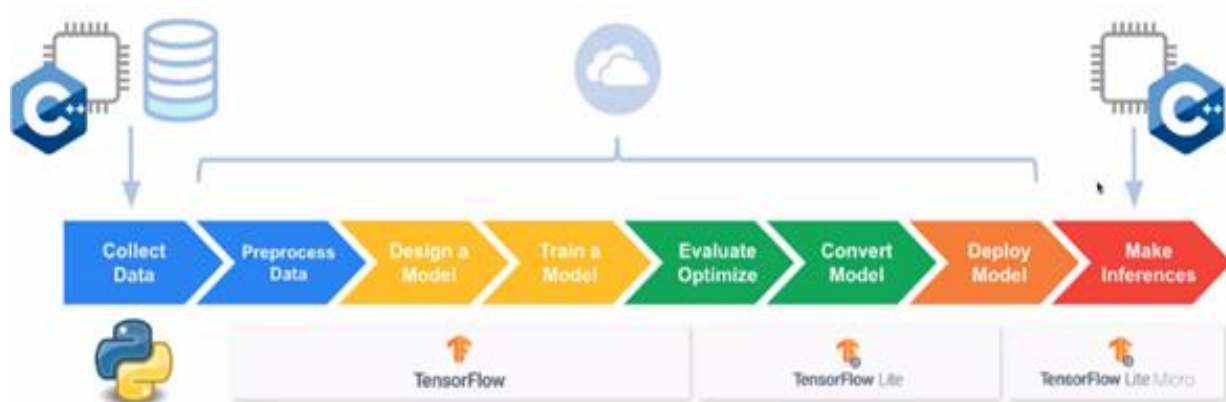 C++
C++
Collect
Data
Preprocess
Data
Design a
Model
Train a
Model
Evaluate
Optimize
Convert
Model
Deploy
Model
Make
Inferences
TensorFlow
TensorFlow Lite
TensorFlow Lite Micro